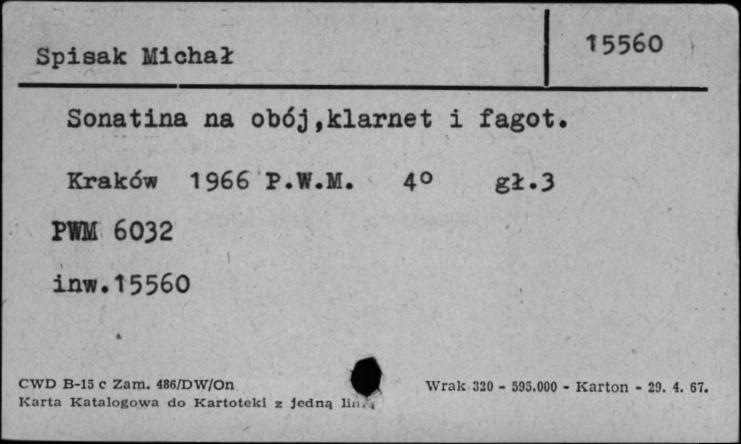 Spisak Michał 15560
Sonatina na obój,klarnet i fagot.
Kraków 1966 P.W.M. 4° gł.3
PWM 6032
inw.15560
CWD B-15 c Zam. 486/DW/On Wrak 320 - 595.000 - Karton - 29. 4. 67.
Karta Katalogowa do Kartoteki z jedną